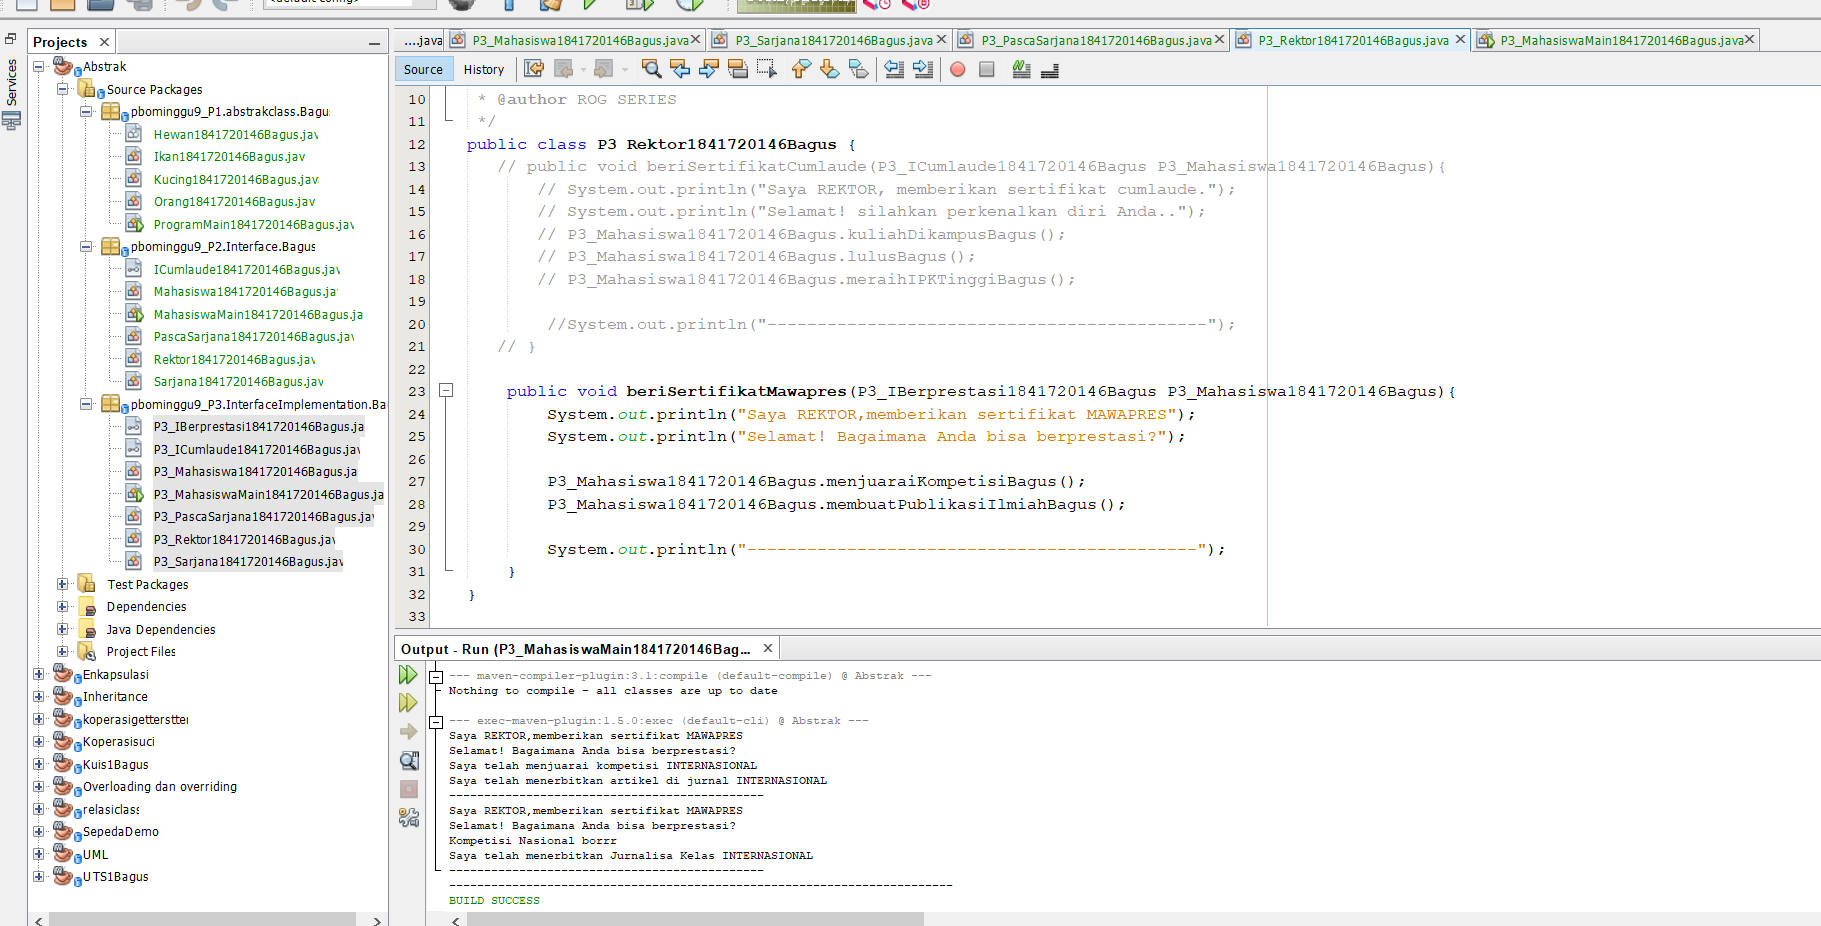 <default config>
Projects
Services
Abstrak
Source Packages
pbominggu9_P1.abstrakclass.Bagu
Hewan1841720146Bagus.jav
Ikan1841720146Bagus.jav
Kucing1841720146Bagus.jav
Orang1841720146Bagus.jav
ProgramMain1841720146Bagus.jav
pbominggu9_P2.Interface.Bagus
ICumlaude1841720146Bagus.jav
Mahasiswa1841720146Bagus.ja
MahasiswaMain1841720146Bagus.ja
PascaSarjana1841720146Bagus.jav
Rektor1841720146Bagus.jav
Sarjana1841720146Bagus.jav
pbominggu9_P3.InterfaceImplementation.Ba
P3_IBerprestasi1841720146Bagus.ja
P3_ICumlaude1841720146Bagus.jav
P3_Mahasiswa1841720146Bagus.ja
P3_MahasiswaMain1841720146Bagus.ja
P3_PascaSarjana1841720146Bagus.jav
P3_Rektor1841720146Bagus.jav
P3_Sarjana1841720146Bagus.jav
Test Packages
Dependencies
Java Dependencies
Project Files
Enkapsulasi
Inheritance
koperasigetterstter
Koperasisuci
Kuis1Bagus
Overloading dan overriding
relasiclass
SepedaDemo
UML
UTS1Bagus
....java P3_Mahasiswa1841720146Bagus.java P3_Sarjana1841720146Bagus.java P3_PascaSarjana1841720146Bagus.java P3_Rektor1841720146Bagus.java P3_MahasiswaMain1841720146Bagus.java
Source History
10 * @author ROG SERIES
11 */
12 public class P3 Rektor1841720146Bagus {
13 // public void beriSertifikatCumlaude(P3_ICumlaude1841720146Bagus P3_Mahasiswa1841720146Bagus){
14 // System.out.println("Saya REKTOR, memberikan sertifikat cumlaude.");
15 // System.out.println("Selamat! silahkan perkenalkan diri Anda..");
16 // P3_Mahasiswa1841720146Bagus.kuliahDikampusBagus();
17 // P3_Mahasiswa1841720146Bagus.lulusBagus();
18 // P3_Mahasiswa1841720146Bagus.meraihIPKTinggiBagus();
19
20 //System.out.println("--------------------------------------------");
21 // }
22
23 public void beriSertifikatMawapres(P3_IBerprestasi1841720146Bagus P3_Mahasiswa1841720146Bagus){
24 System.out.println("Saya REKTOR,memberikan sertifikat MAWAPRES");
25 System.out.println("Selamat! Bagaimana Anda bisa berprestasi?");
26
27 P3_Mahasiswa1841720146Bagus.menjuaraiKompetisiBagus();
28 P3_Mahasiswa1841720146Bagus.membuatPublikasiIlmiahBagus();
29
30 System.out.println("---------------------------------------------");
31 }
32 }
33
Output - Run (P3_MahasiswaMain1841720146Bag...
--- maven-compiler-plugin:3.1:compile (default-compile) @ Abstrak ---
Nothing to compile - all classes are up to date
--- exec-maven-plugin:1.5.0:exec (default-cli) @ Abstrak ---
Saya REKTOR,memberikan sertifikat MAWAPRES
Selamat! Bagaimana Anda bisa berprestasi?
Saya telah menjuarai kompetisi INTERNASIONAL
Saya telah menerbitkan artikel di jurnal INTERNASIONAL
---------------------------------------------
Saya REKTOR,memberikan sertifikat MAWAPRES
Selamat! Bagaimana Anda bisa berprestasi?
Kompetisi Nasional borrr
Saya telah menerbitkan Jurnalisa Kelas INTERNASIONAL
---------------------------------------------
------------------------------------------------------------------------
BUILD SUCCESS